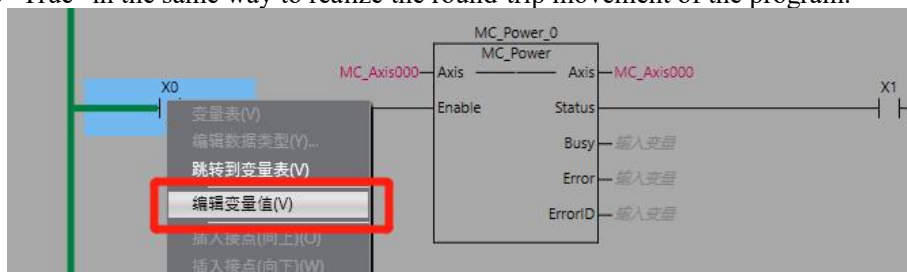 "True" in the same way to realize the round-trip movement of the program.
MC_Power_0
MC_Power
MC_Axis000 Axis Axis MC_Axis000
X0 X1
Enable Status
变量表(V)
编辑数据类型(Y)...
Busy 输入变量
跳转到变量表(V)
Error 输入变量
编辑变量值(V)
ErrorID 输入变量
插入接点(向上)(O)
插入接点(向下)(W)